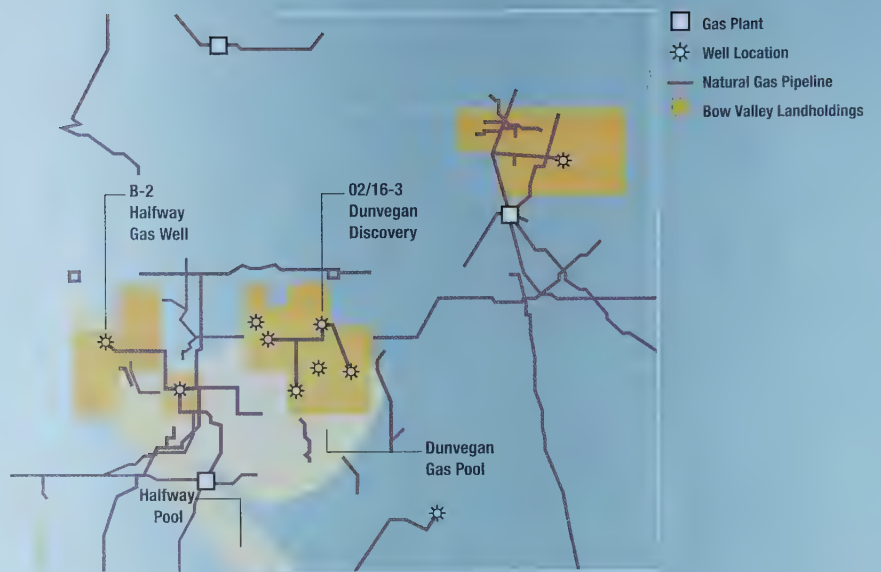 Gas Plant
Well Location
Natural Gas Pipeline
Bow Valley Landholdings
B-2
Halfway
Gas Well
02/16-3
Dunvegan
Discovery
Dunvegan
Gas Pool
Halfway
Pool